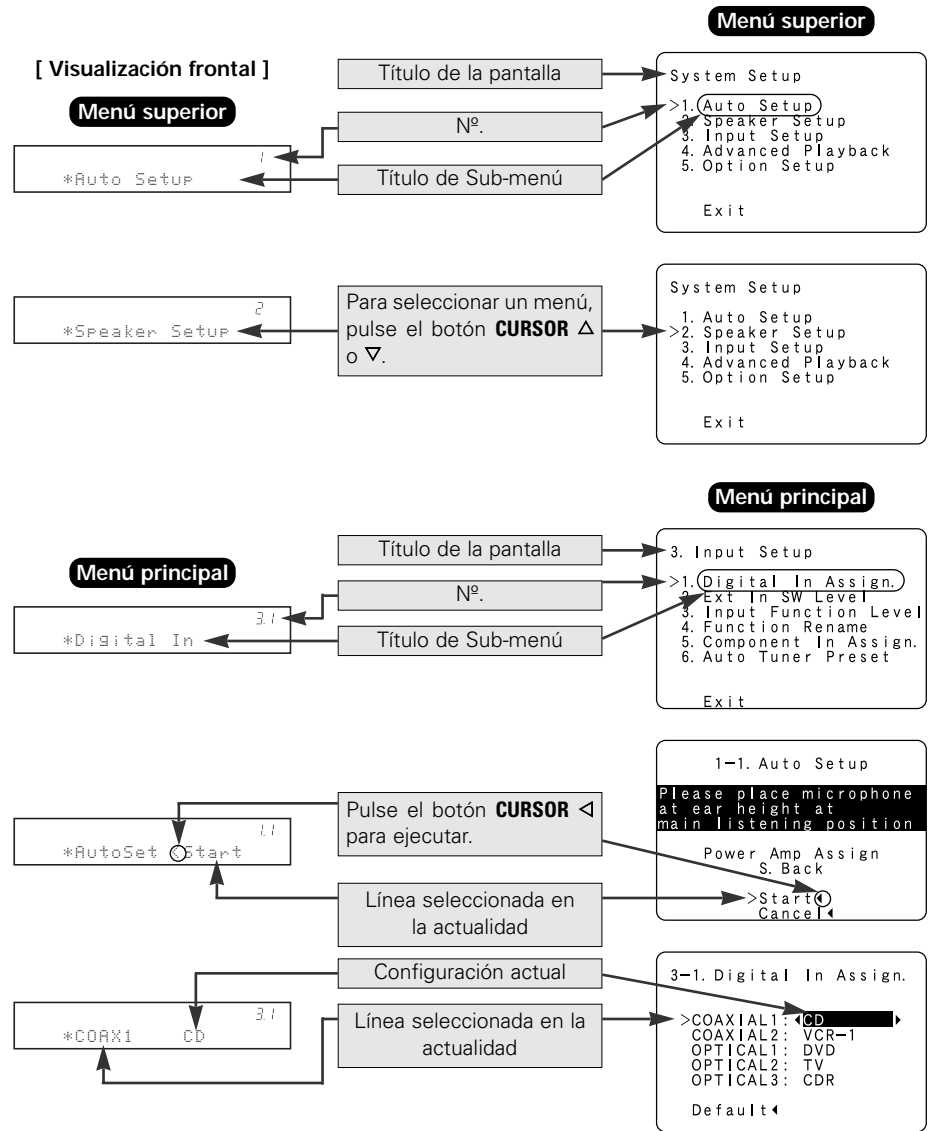 Menú superior
[ Visualización frontal ]
Menú superior
Título de la pantalla
Nº.
Título de Sub-menú
1
*Auto Setup
System Setup
>1. Auto Setup
2. Speaker Setup
3. Input Setup
4. Advanced Playback
5. Option Setup
Exit
2
*Speaker Setup
Para seleccionar un menú,
pulse el botón CURSOR △
o ▽.
System Setup
1. Auto Setup
>2. Speaker Setup
3. Input Setup
4. Advanced Playback
5. Option Setup
Exit
Menú principal
Menú principal
Título de la pantalla
Nº.
Título de Sub-menú
3.1
*Digital In
3. Input Setup
>1. Digital In Assign.
2. Ext In SW Level
3. Input Function Level
4. Function Rename
5. Component In Assign.
6. Auto Tuner Preset
Exit
1.1
*AutoSet <Start
Pulse el botón CURSOR ◁
para ejecutar.
Línea seleccionada en
la actualidad
1-1. Auto Setup
Please place microphone
at ear height at
main listening position
Power Amp Assign
S. Back
>Start◀
Cancel◀
3.1
*COAX1 CD
Configuración actual
Línea seleccionada en la
actualidad
3-1. Digital In Assign.
>COAXIAL1: ◀CD ▶
COAXIAL2: VCR-1
OPTICAL1: DVD
OPTICAL2: TV
OPTICAL3: CDR
Default◀